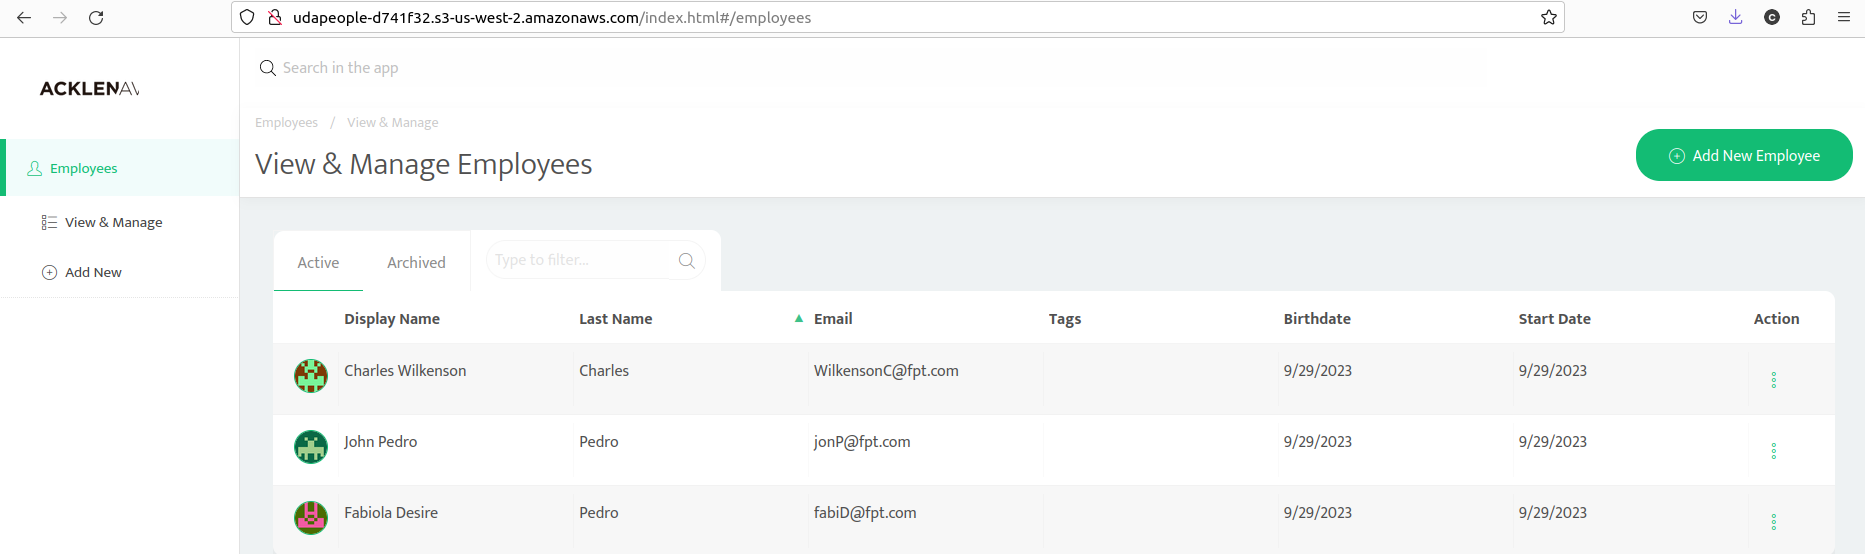 udapeople-d741f32.s3-us-west-2.amazonaws.com/index.html#/employees
C
Search in the app
ACKLENAV
Employees / View & Manage
View & Manage Employees
Add New Employee
Employees
View & Manage
Add New
Active Archived Type to filter...
Display Name Last Name Email Tags Birthdate Start Date Action
Charles Wilkenson Charles WilkensonC@fpt.com 9/29/2023 9/29/2023
John Pedro Pedro jonP@fpt.com 9/29/2023 9/29/2023
Fabiola Desire Pedro fabiD@fpt.com 9/29/2023 9/29/2023